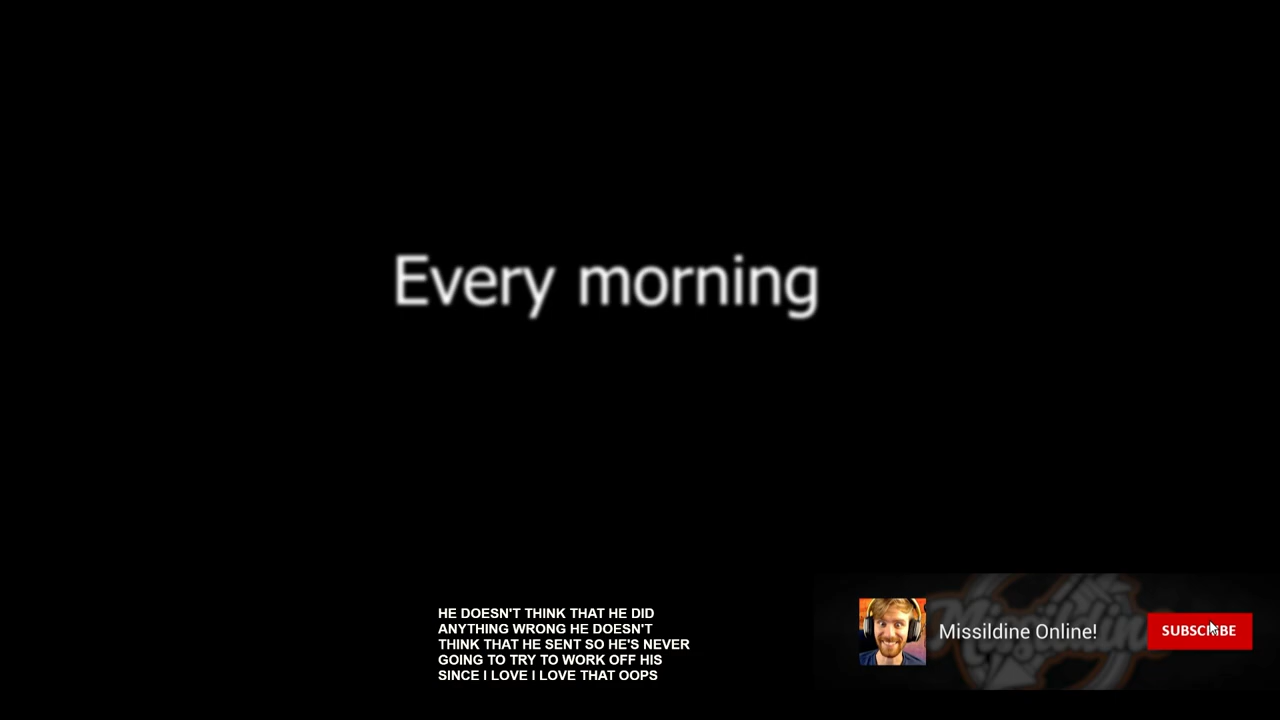 Every morning
HE DOESN'T THINK THAT HE DID
ANYTHING WRONG HE DOESN'T
THINK THAT HE SENT SO HE'S NEVER
GOING TO TRY TO WORK OFF HIS
SINCE I LOVE I LOVE THAT OOPS
Missildine Online!
SUBSCRIBE